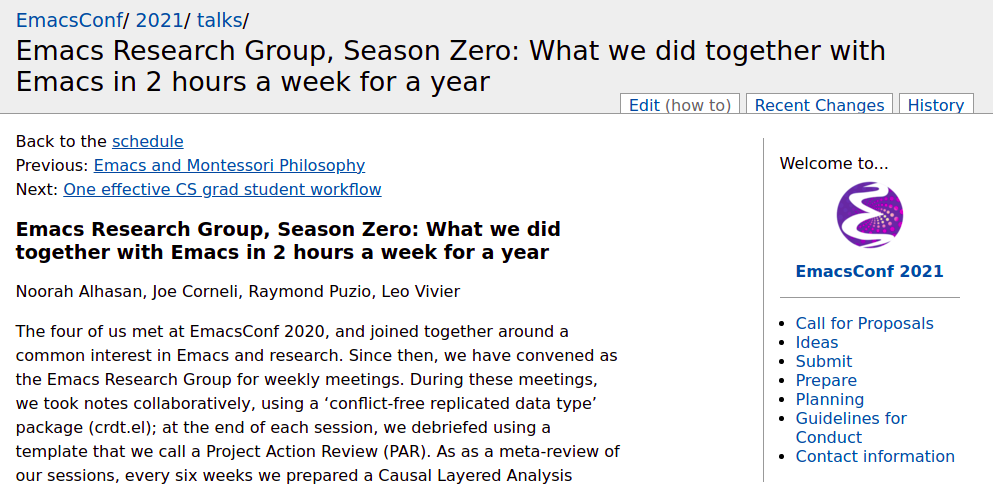 EmacsConf/ 2021/ talks/
Emacs Research Group, Season Zero: What we did together with
Emacs in 2 hours a week for a year
Edit (how to)
Recent Changes
History
Back to the schedule
Previous: Emacs and Montessori Philosophy
Next: One effective CS grad student workflow
Emacs Research Group, Season Zero: What we did
together with Emacs in 2 hours a week for a year
Noorah Alhasan, Joe Corneli, Raymond Puzio, Leo Vivier
The four of us met at EmacsConf 2020, and joined together around a
common interest in Emacs and research. Since then, we have convened as
the Emacs Research Group for weekly meetings. During these meetings,
we took notes collaboratively, using a ‘conflict-free replicated data type’
package (crdt.el); at the end of each session, we debriefed using a
template that we call a Project Action Review (PAR). As as a meta-review of
our sessions, every six weeks we prepared a Causal Layered Analysis
Welcome to...
EmacsConf 2021
Call for Proposals
Ideas
Submit
Prepare
Planning
Guidelines for
Conduct
Contact information